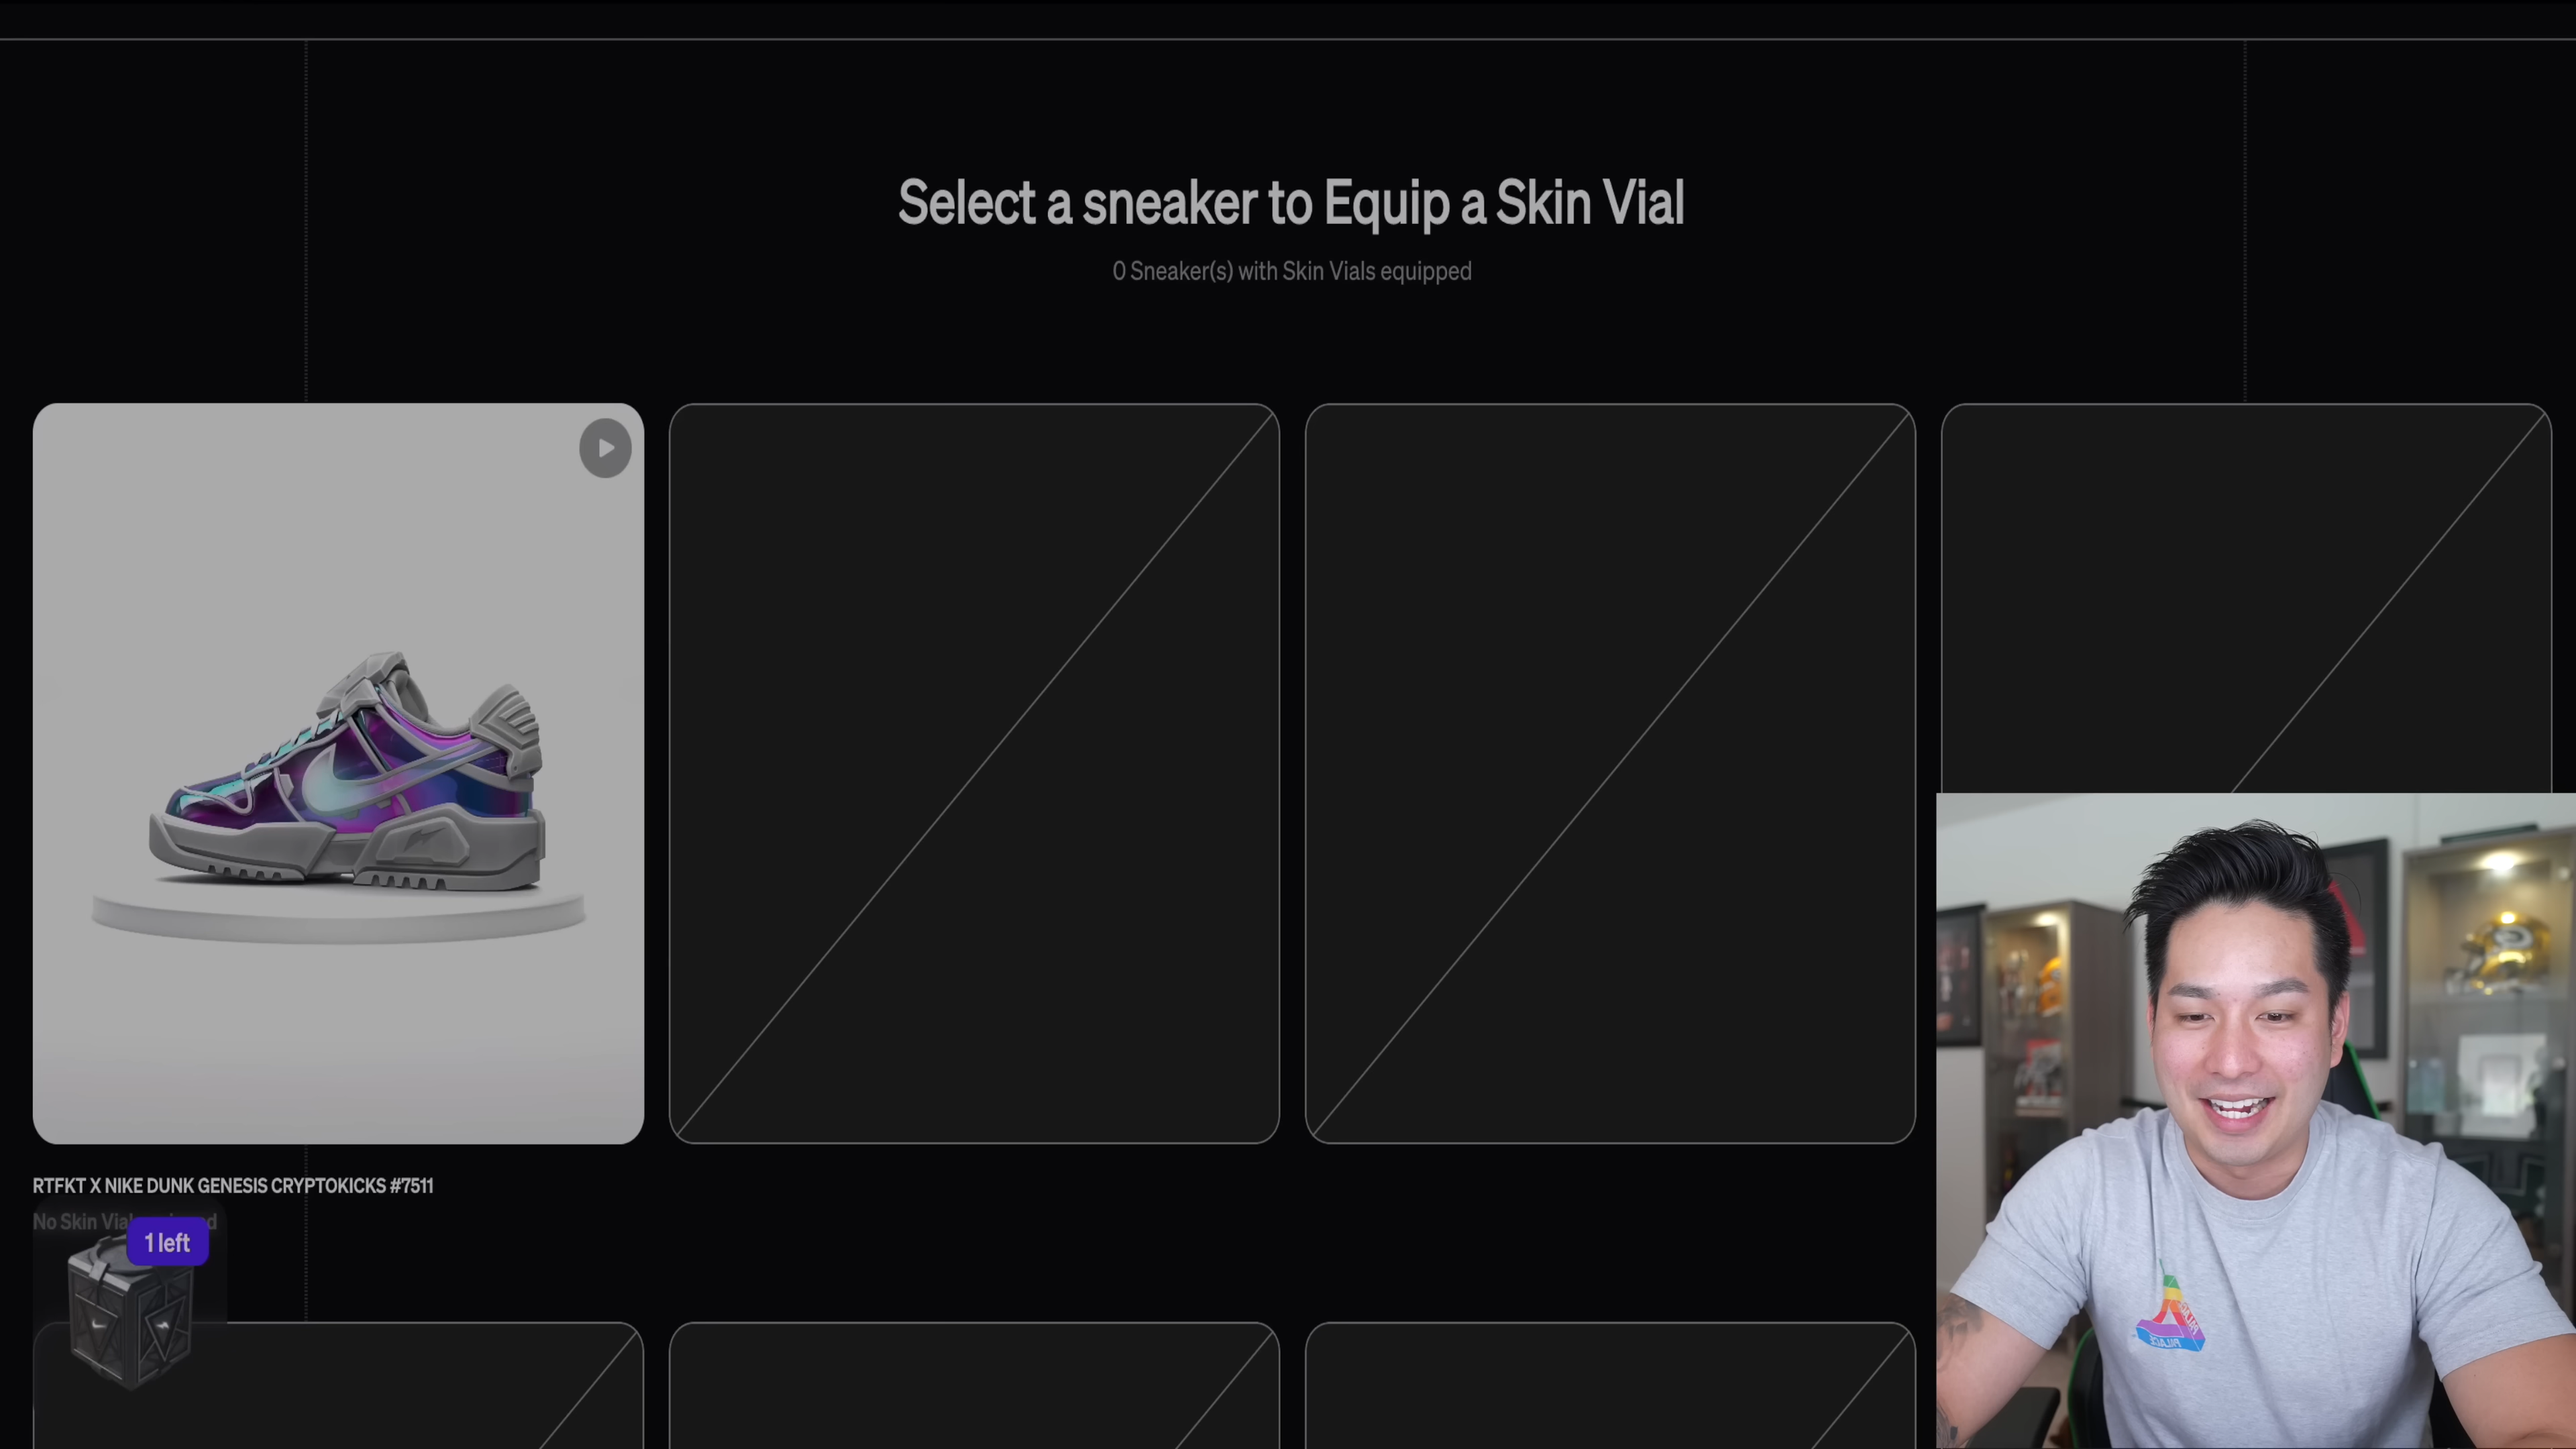 Select a sneaker to Equip a Skin Vial
0 Sneaker(s) with Skin Vials equipped
RTFKT X NIKE DUNK GENESIS CRYPTOKICKS #7511
No Skin
1 left
PALACE